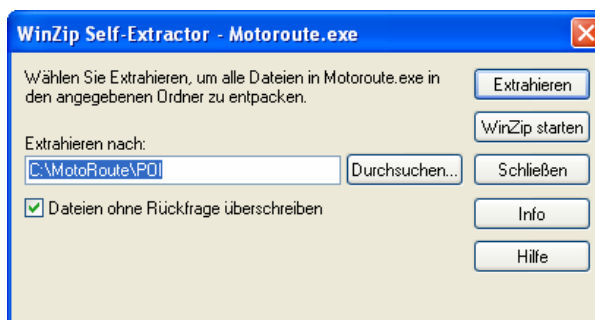 WinZip Self-Extractor - Motoroute.exe
Wählen Sie Extrahieren, um alle Dateien in Motoroute.exe in
den angegebenen Ordner zu entpacken.
Extrahieren nach:
C:\MotoRoute\POI
Durchsuchen...
Dateien ohne Rückfrage überschreiben
Extrahieren
WinZip starten
Schließen
Info
Hilfe